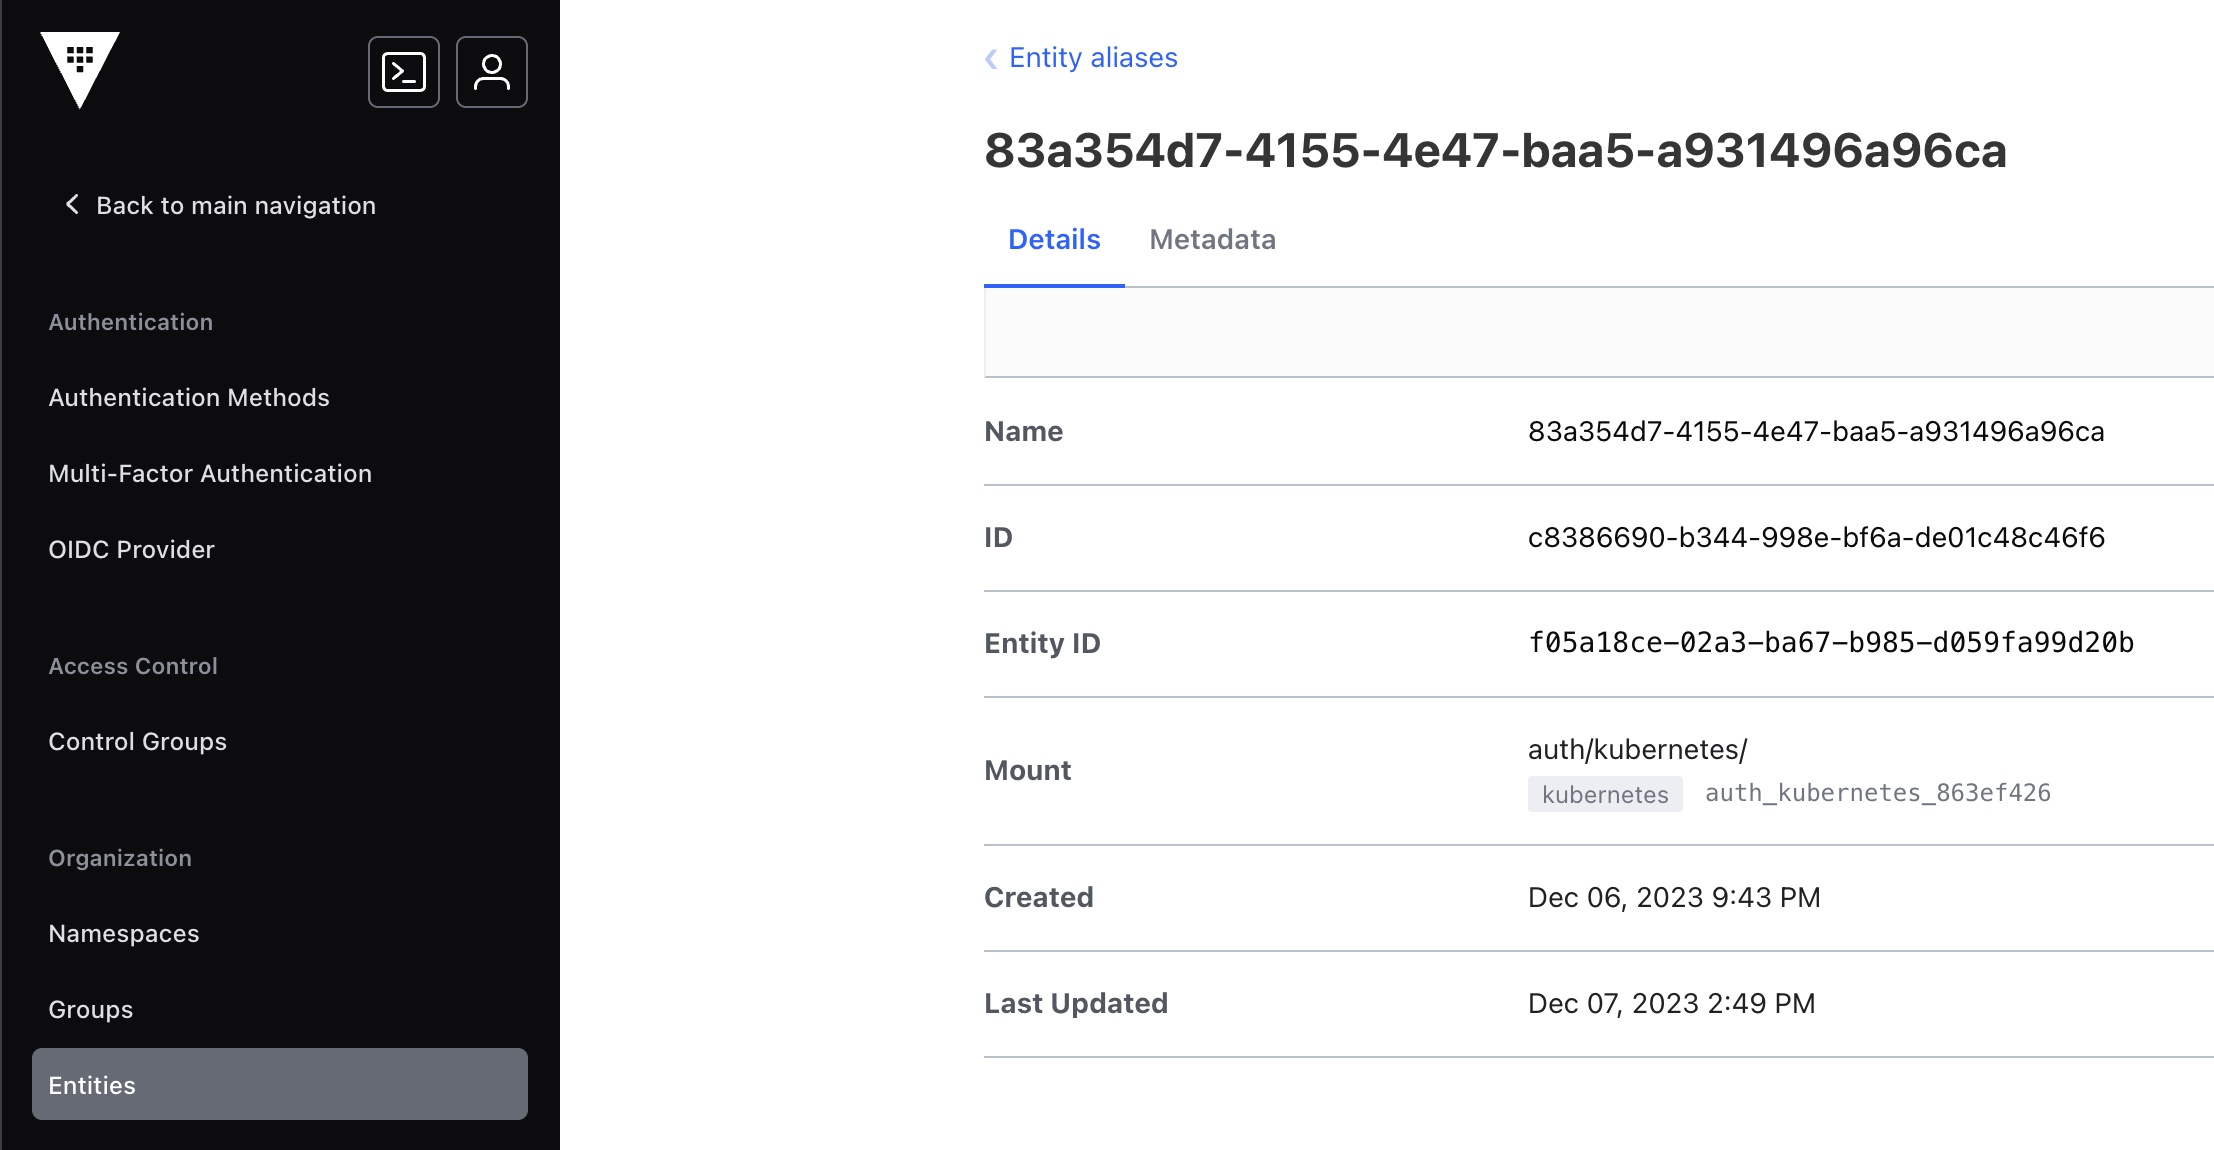 Back to main navigation
Authentication
Authentication Methods
Multi-Factor Authentication
OIDC Provider
Access Control
Control Groups
Organization
Namespaces
Groups
Entities
Entity aliases
83a354d7-4155-4e47-baa5-a931496a96ca
Details Metadata
Name 83a354d7-4155-4e47-baa5-a931496a96ca
ID c8386690-b344-998e-bf6a-de01c48c46f6
Entity ID f05a18ce-02a3-ba67-b985-d059fa99d20b
Mount auth/kubernetes/
kubernetes auth_kubernetes_863ef426
Created Dec 06, 2023 9:43 PM
Last Updated Dec 07, 2023 2:49 PM